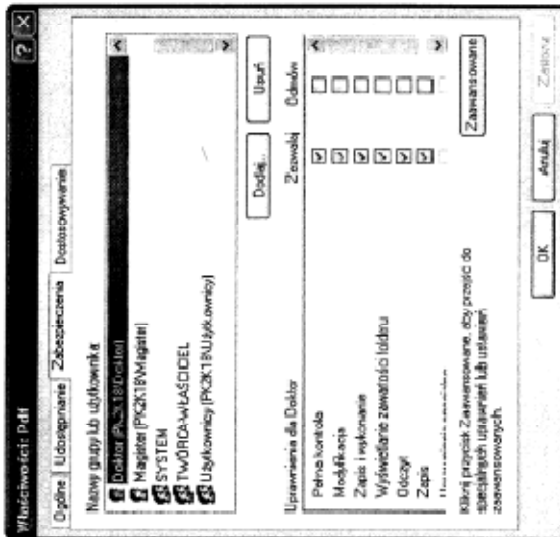 Właściwości: Pdf
Ogólne Udostępnianie Zabezpieczenia Dostosowywanie
Nazwy grupy lub użytkownika:
Doktor (PK2K18\Doktor)
Magister (PK2K18\Magister)
SYSTEM
TWÓRCA-WŁAŚCICIEL
Użytkownicy (PK2K18\Użytkownicy)
Dodaj... Usuń
Uprawnienia dla Doktor Zezwalaj Odmów
Pełna kontrola
Modyfikacja
Zapis i wykonanie
Wyświetlanie zawartości folderu
Odczyt
Zapis
Kliknij przycisk Zaawansowane, aby przejść do
specjalnych uprawnień lub ustawień
zaawansowanych.
Zaawansowane
OK Anuluj Zastosuj